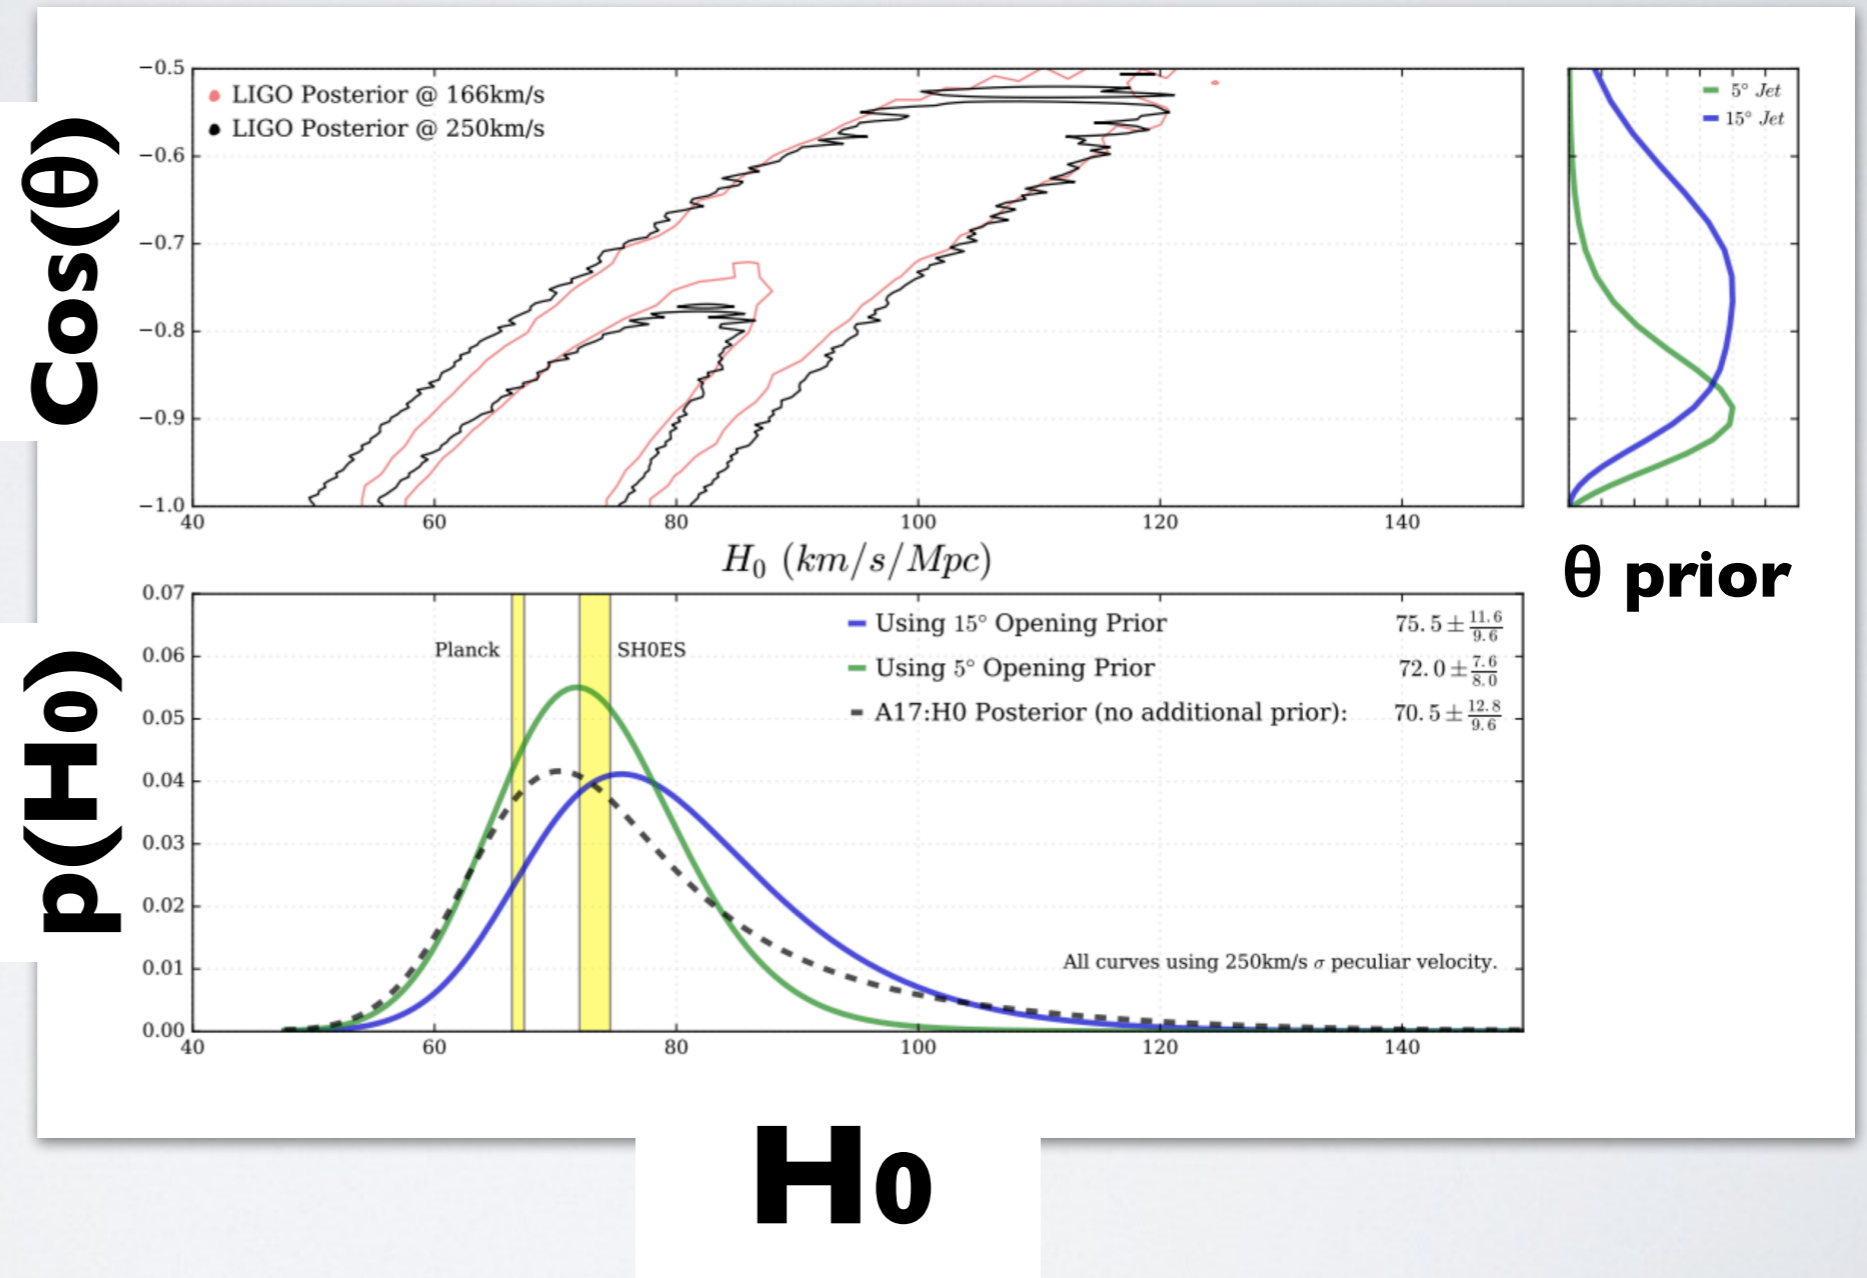 Cos(θ)
−0.5
−0.6
−0.7
−0.8
−0.9
−1.0
LIGO Posterior @ 166km/s
LIGO Posterior @ 250km/s
40 60 80 100 120 140
H₀ (km/s/Mpc)
5° Jet
15° Jet
θ prior
p(H₀)
0.07
0.06
0.05
0.04
0.03
0.02
0.01
0.00
Planck
SH0ES
Using 15° Opening Prior 75.5 ± 11.6/9.6
Using 5° Opening Prior 72.0 ± 7.6/8.0
A17:H0 Posterior (no additional prior): 70.5 ± 12.8/9.6
All curves using 250km/s σ peculiar velocity.
40 60 80 100 120 140
H₀